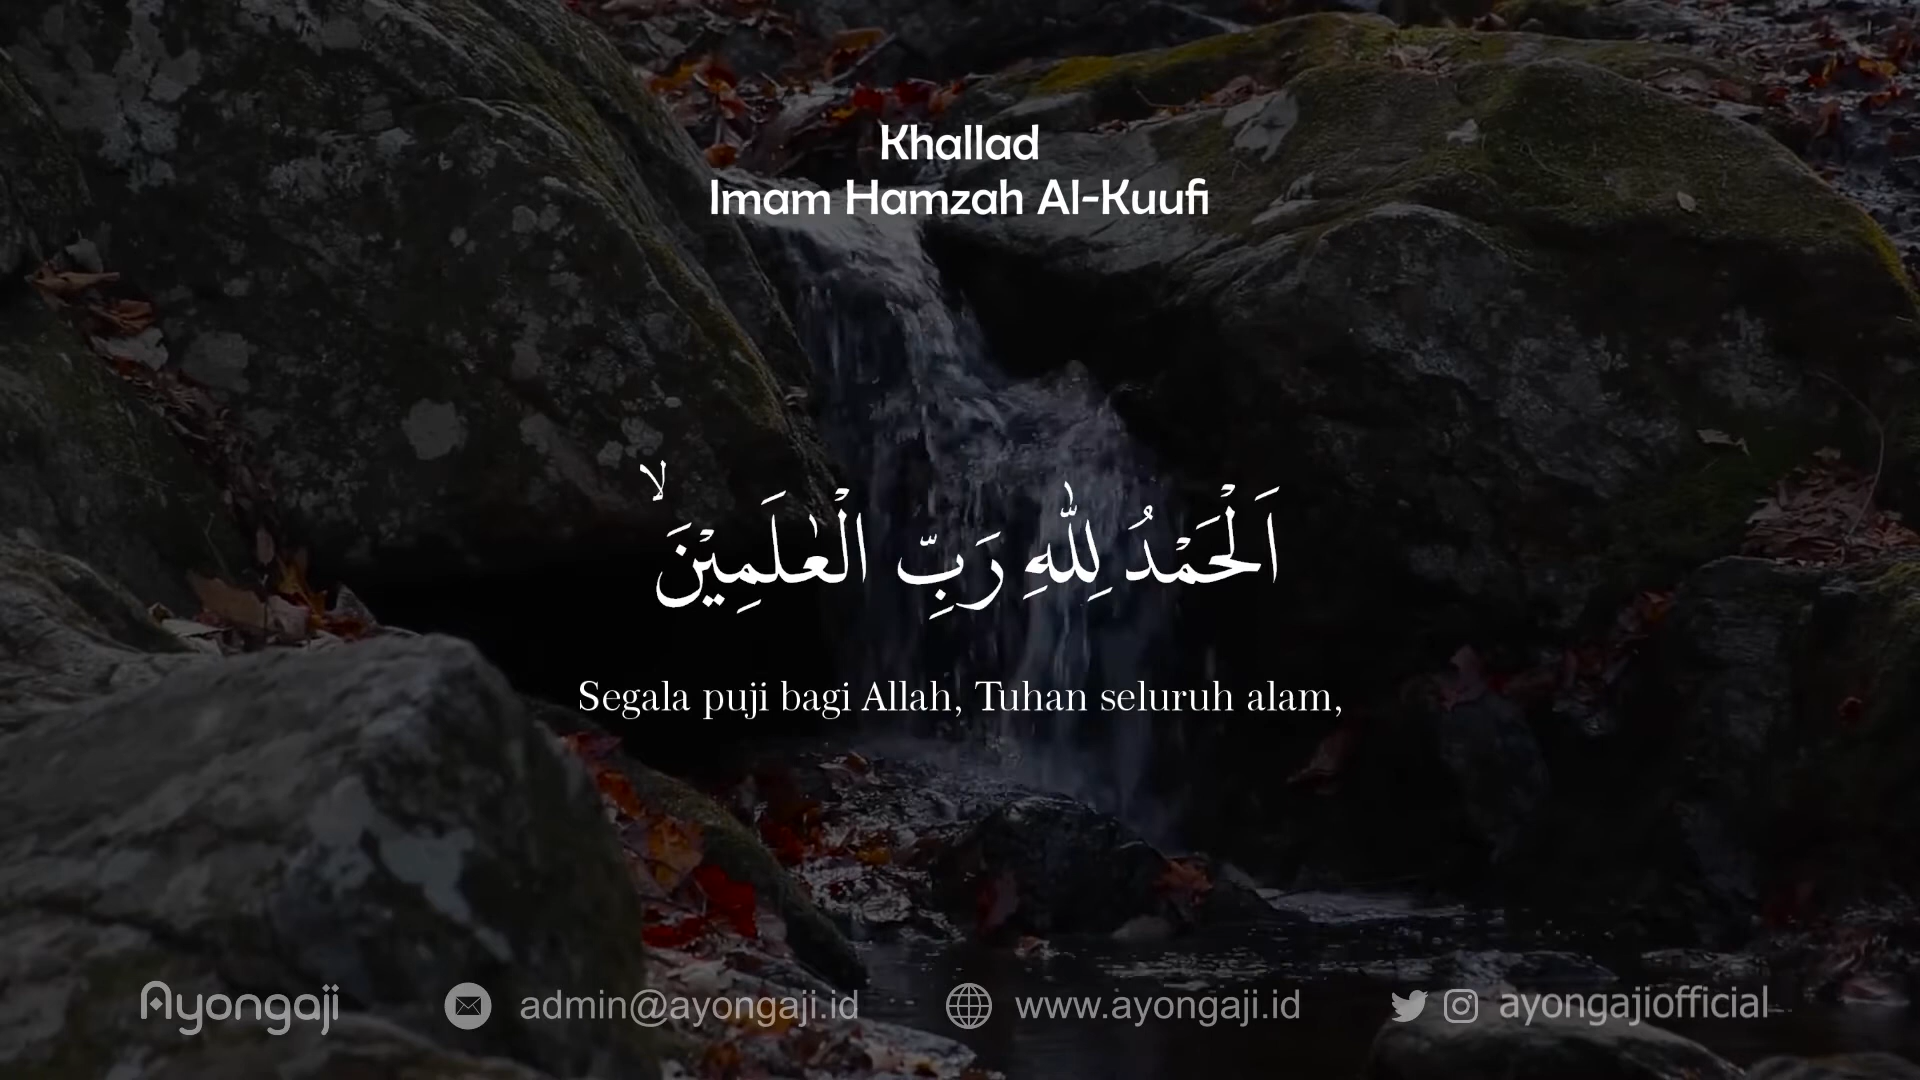 Khallad
Imam Hamzah Al-Kuufi
اَلْحَمْدُ لِلّٰهِ رَبِّ الْعٰلَمِيْنَۙ
Segala puji bagi Allah, Tuhan seluruh alam,
Ayongaji admin@ayongaji.id www.ayongaji.id ayongajiofficial